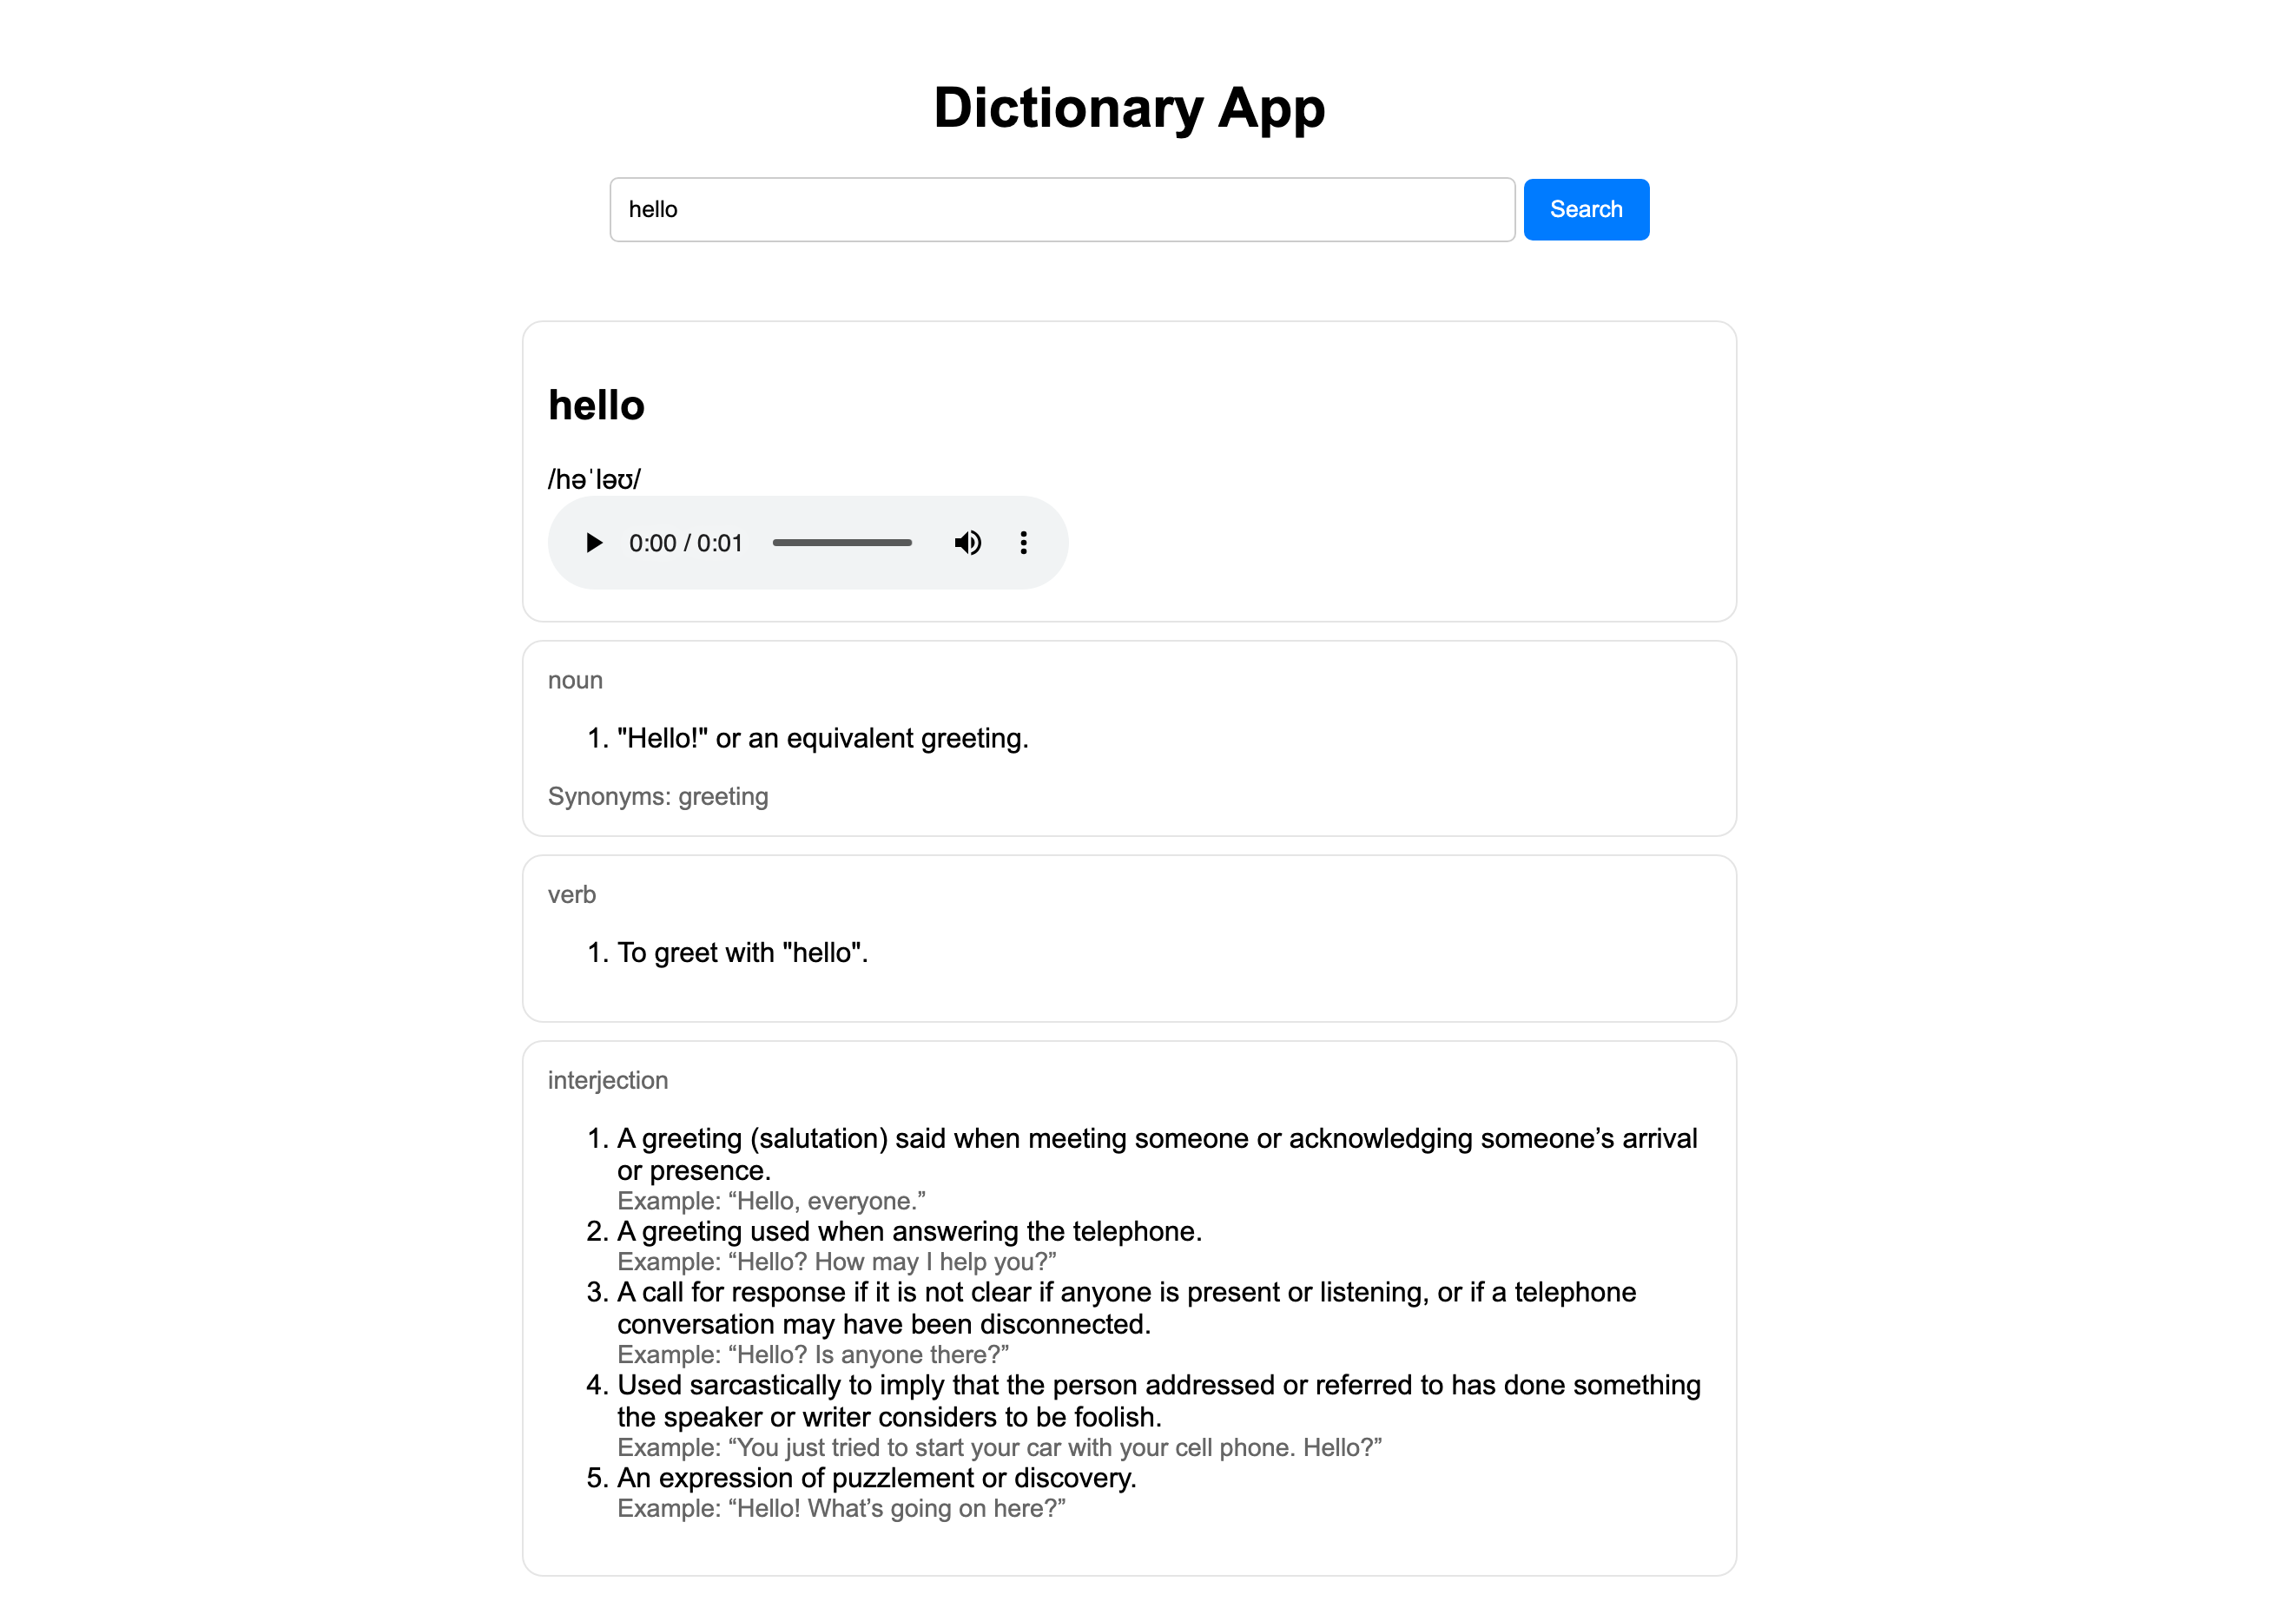 Dictionary App
hello
Search
hello
/həˈləʊ/
0:00 / 0:01
noun
1. "Hello!" or an equivalent greeting.
Synonyms: greeting
verb
1. To greet with "hello".
interjection
1. A greeting (salutation) said when meeting someone or acknowledging someone’s arrival
or presence.
Example: “Hello, everyone.”
2. A greeting used when answering the telephone.
Example: “Hello? How may I help you?”
3. A call for response if it is not clear if anyone is present or listening, or if a telephone
conversation may have been disconnected.
Example: “Hello? Is anyone there?”
4. Used sarcastically to imply that the person addressed or referred to has done something
the speaker or writer considers to be foolish.
Example: “You just tried to start your car with your cell phone. Hello?”
5. An expression of puzzlement or discovery.
Example: “Hello! What’s going on here?”